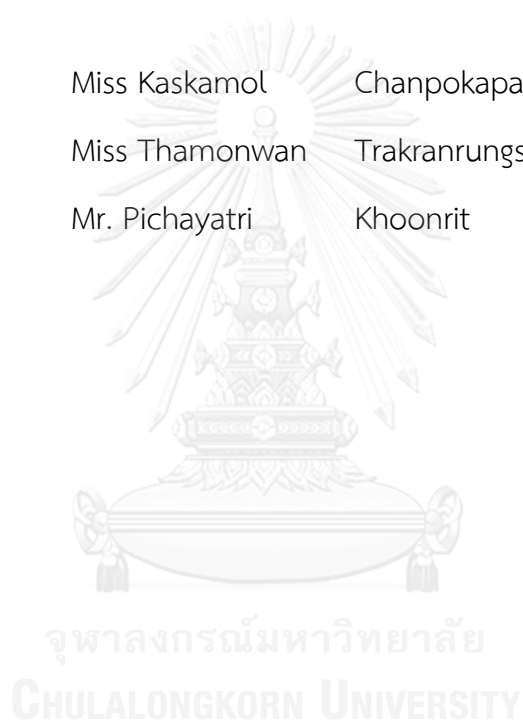 Miss Kaskamol Chanpokapa
Miss Thamonwan Trakranrungs
Mr. Pichayatri Khoonrit
จุฬาลงกรณ์มหาวิทยาลัย
CHULALONGKORN UNIVERSITY